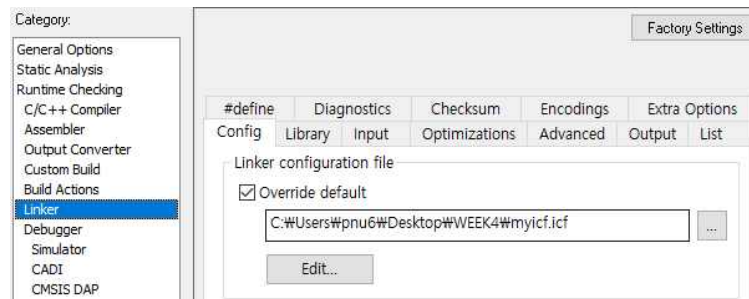 Category:
General Options
Static Analysis
Runtime Checking
C/C++ Compiler
Assembler
Output Converter
Custom Build
Build Actions
Linker
Debugger
Simulator
CADI
CMSIS DAP
Factory Settings
#define Diagnostics Checksum Encodings Extra Options
Config Library Input Optimizations Advanced Output List
Linker configuration file
Override default
C:₩Users₩pnu6₩Desktop₩WEEK4₩myicf.icf
...
Edit...